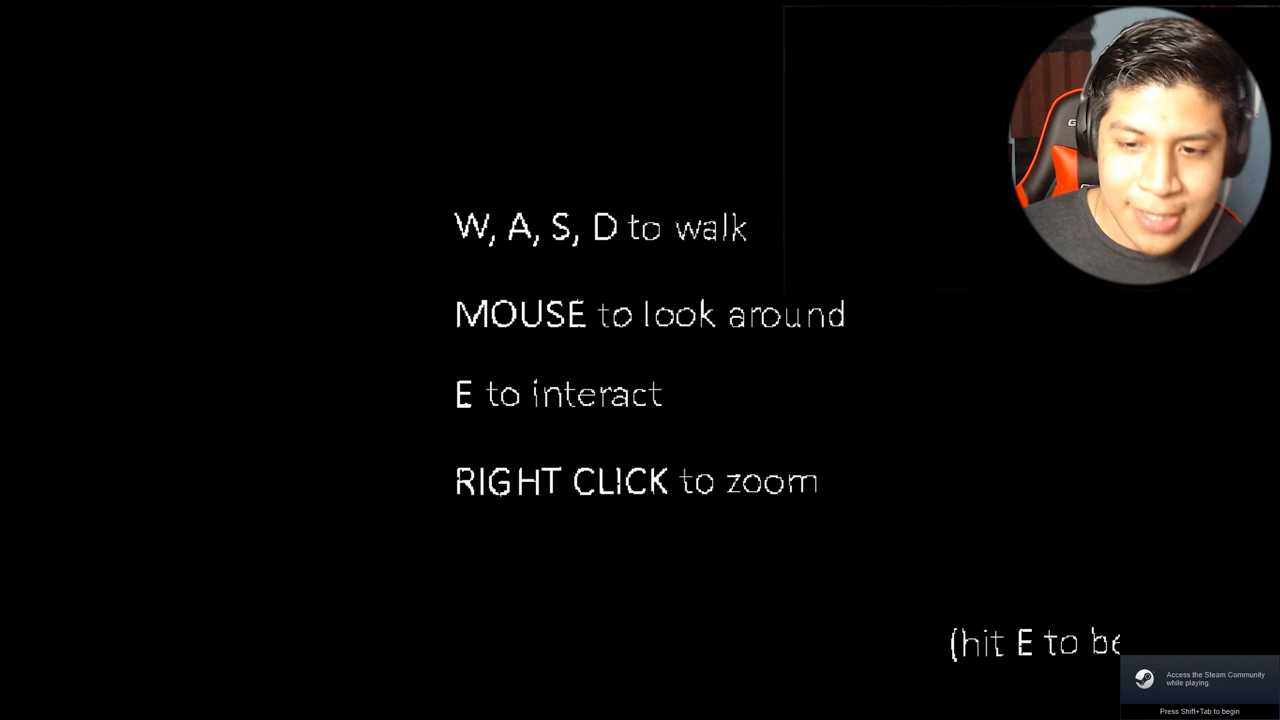 W, A, S, D to walk
MOUSE to look around
E to interact
RIGHT CLICK to zoom
(hit E to be
Access the Steam Community
while playing.
Press Shift+Tab to begin